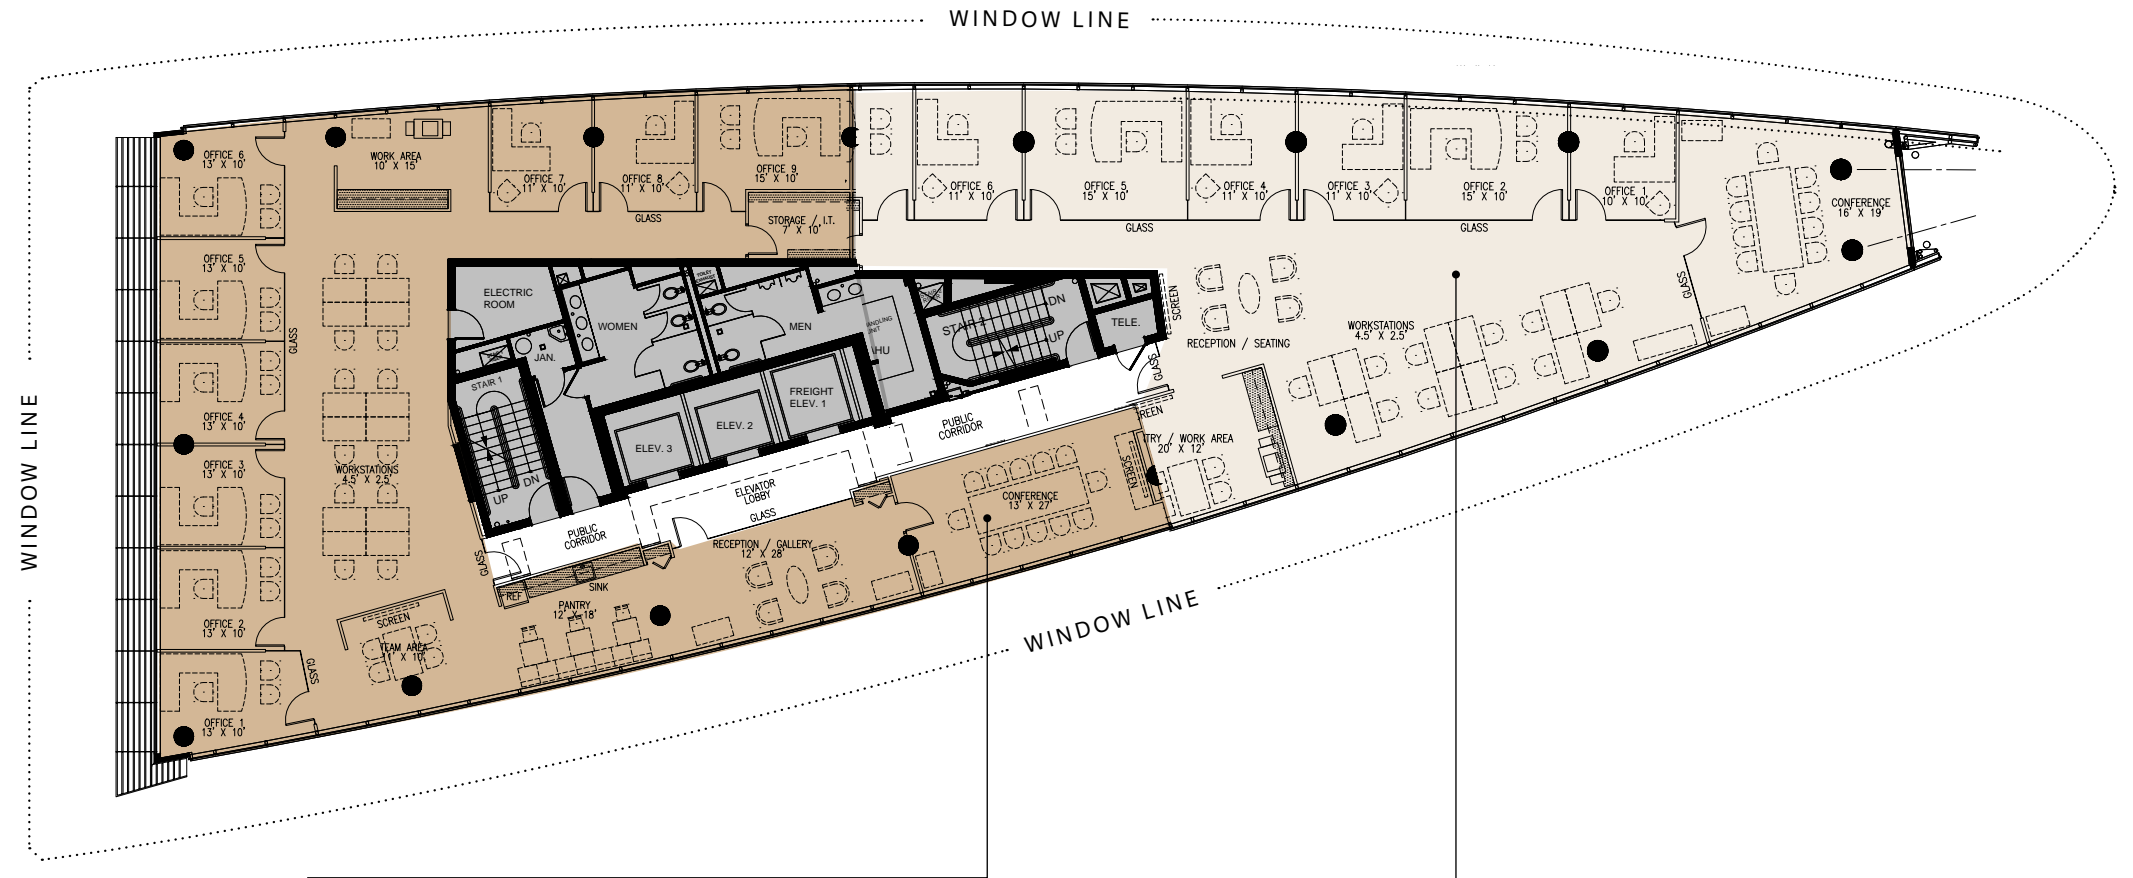 WINDOW LINE
OFFICE 6
13' X 10'
WORK AREA
10' X 15'
OFFICE 7
11' X 10'
OFFICE 8
11' X 10'
OFFICE 9
15' X 10'
GLASS
STORAGE / I.T.
7' X 10'
OFFICE 6
11' X 10'
OFFICE 5
15' X 10'
OFFICE 4
11' X 10'
OFFICE 3
11' X 10'
OFFICE 2
15' X 10'
OFFICE 1
10' X 10'
CONFERENCE
16' X 19'
GLASS
GLASS
GLASS
OFFICE 5
13' X 10'
GLASS
OFFICE 4
13' X 10'
OFFICE 3
13' X 10'
OFFICE 2
13' X 10'
OFFICE 1
13' X 10'
GLASS
WINDOW LINE
ELECTRIC
ROOM
WOMEN
MEN
JAN.
STAIR 1
UP
DN
ELEV. 3
ELEV. 2
FREIGHT
ELEV. 1
AHU
STAIR 2
DN
UP
TELE.
SCREEN
GLASS
RECEPTION / SEATING
WORKSTATIONS
4.5' X 2.5'
WORKSTATIONS
4.5' X 2.5'
PUBLIC
CORRIDOR
REEN
TRY / WORK AREA
20' X 12'
SCREEN
ELEVATOR
LOBBY
GLASS
CONFERENCE
13' X 27'
PUBLIC
CORRIDOR
GLASS
RECEPTION / GALLERY
12' X 28'
SINK
REF
PANTRY
12' X 18'
SCREEN
TEAM AREA
WINDOW LINE